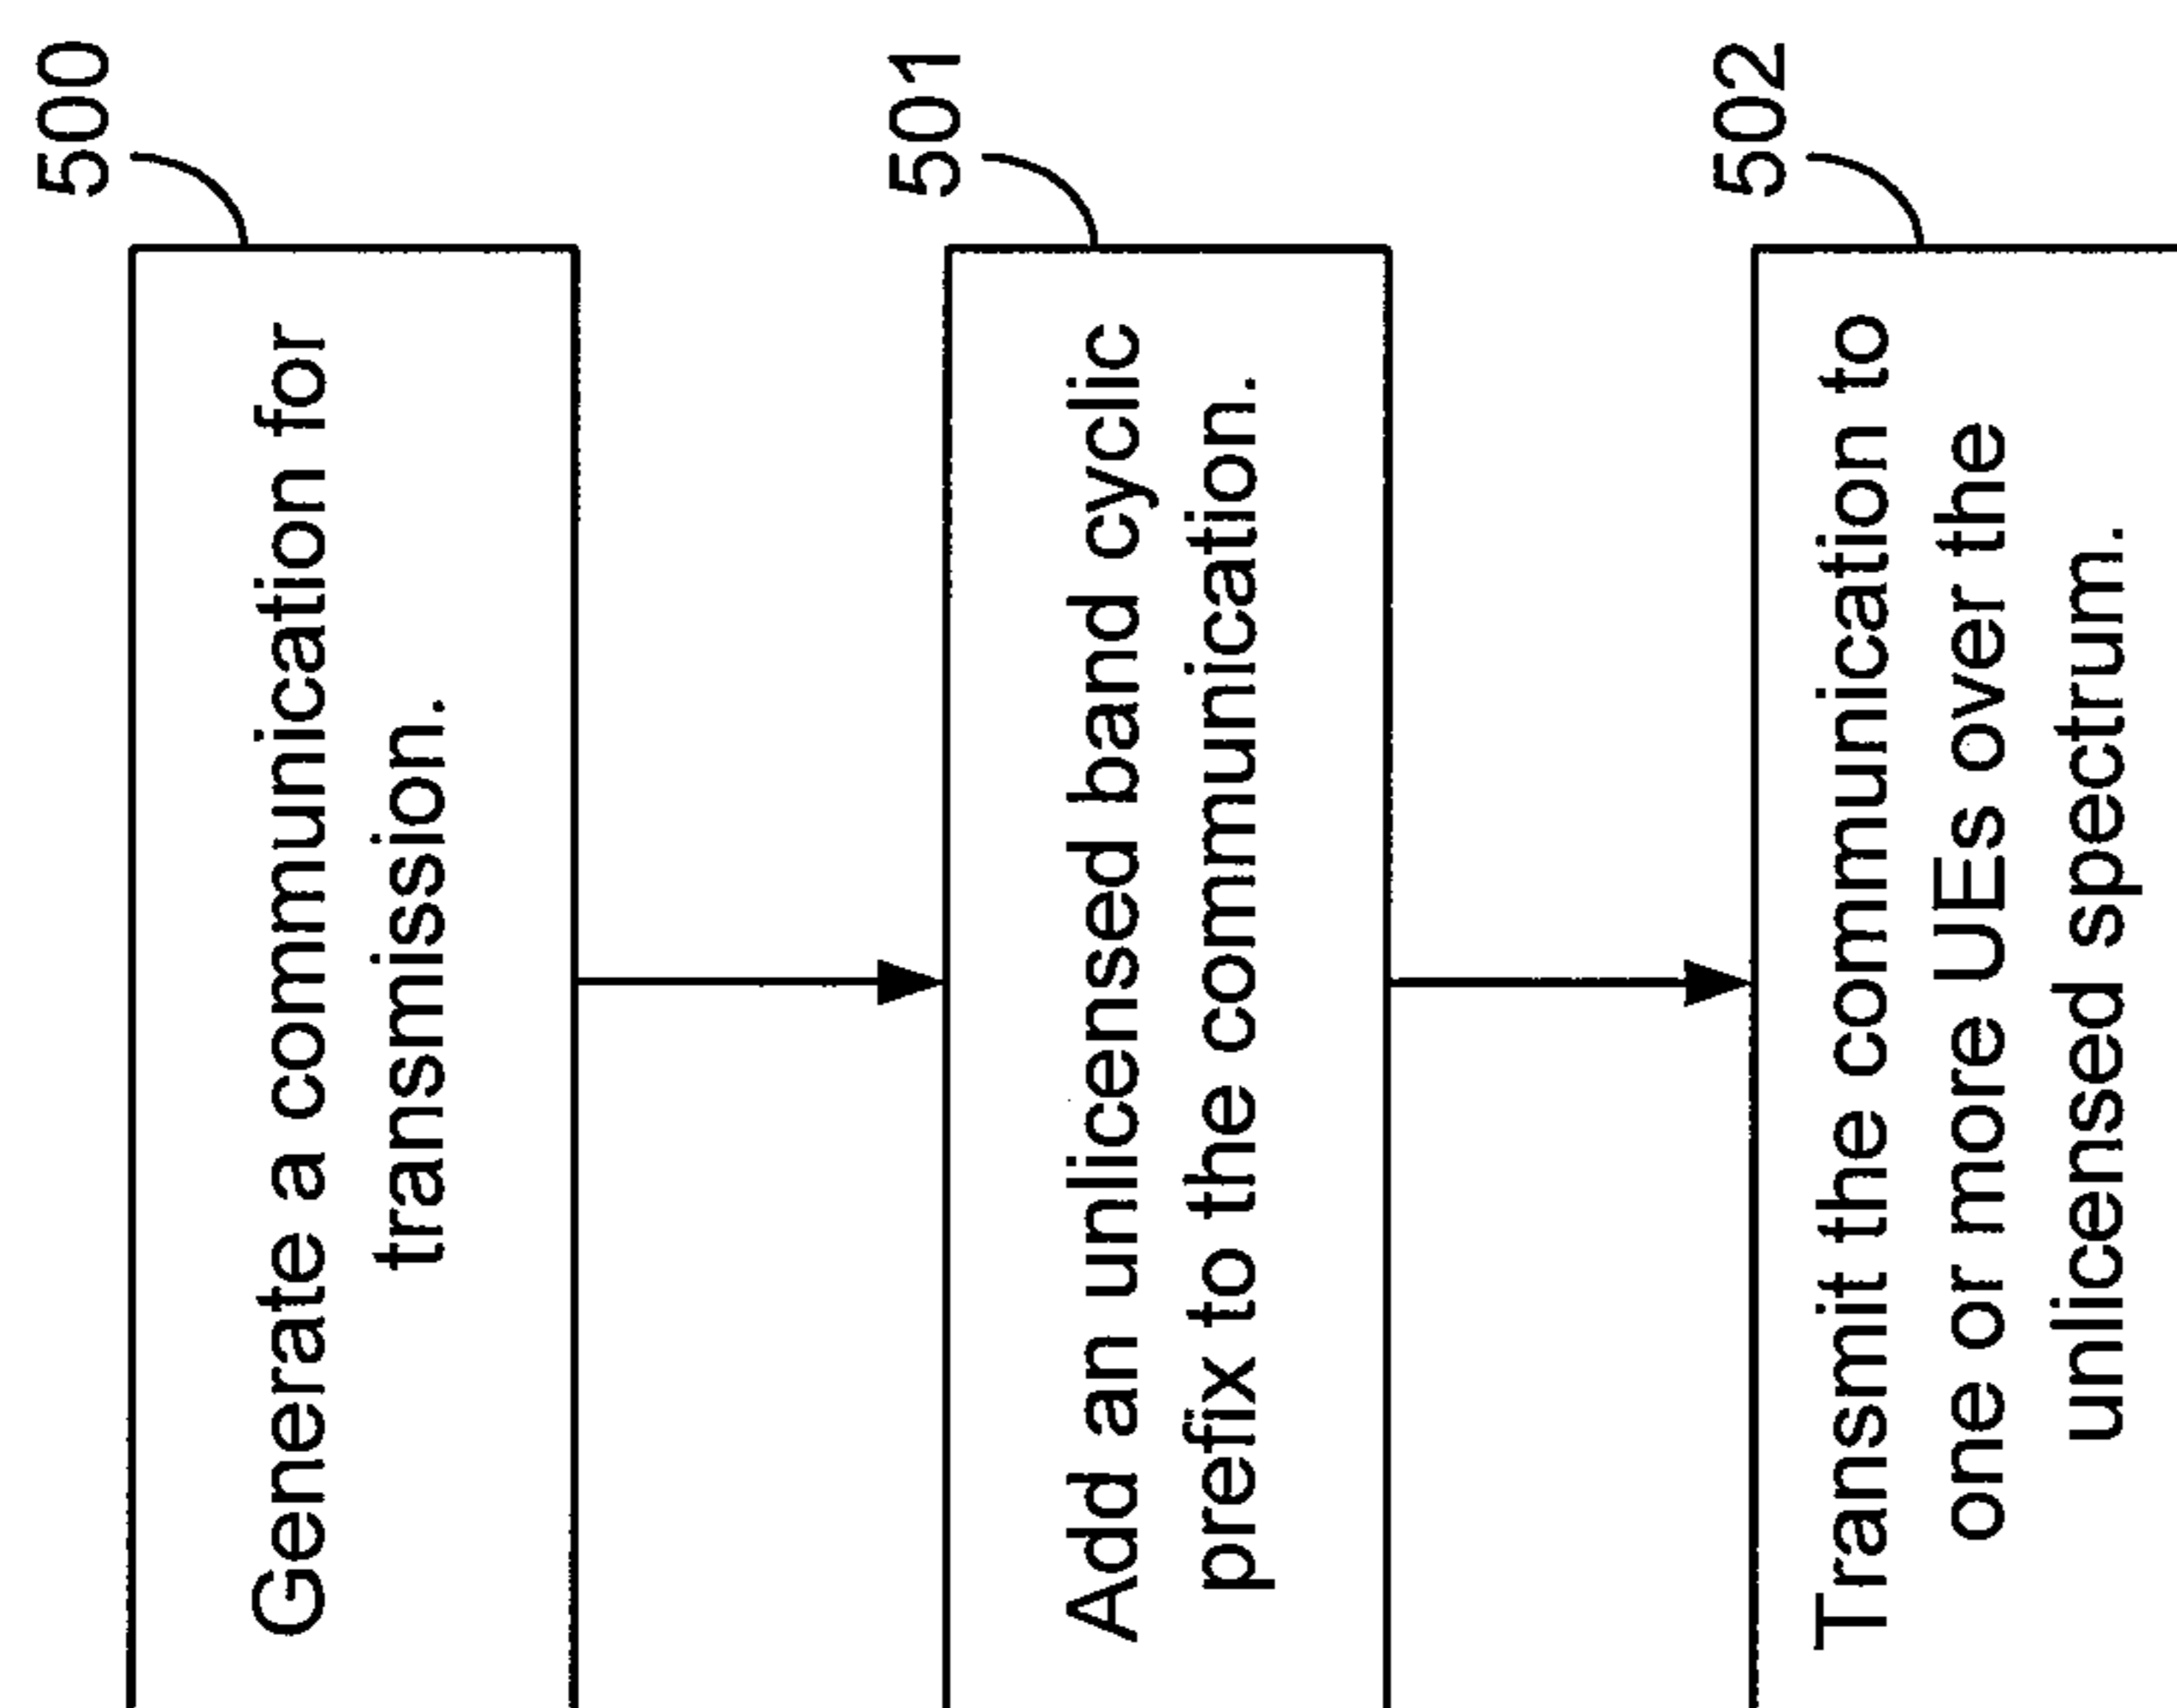 500
Generate a communication for
transmission.
501
Add an unlicensed band cyclic
prefix to the communication.
502
Transmit the communication to
one or more UEs over the
unlicensed spectrum.